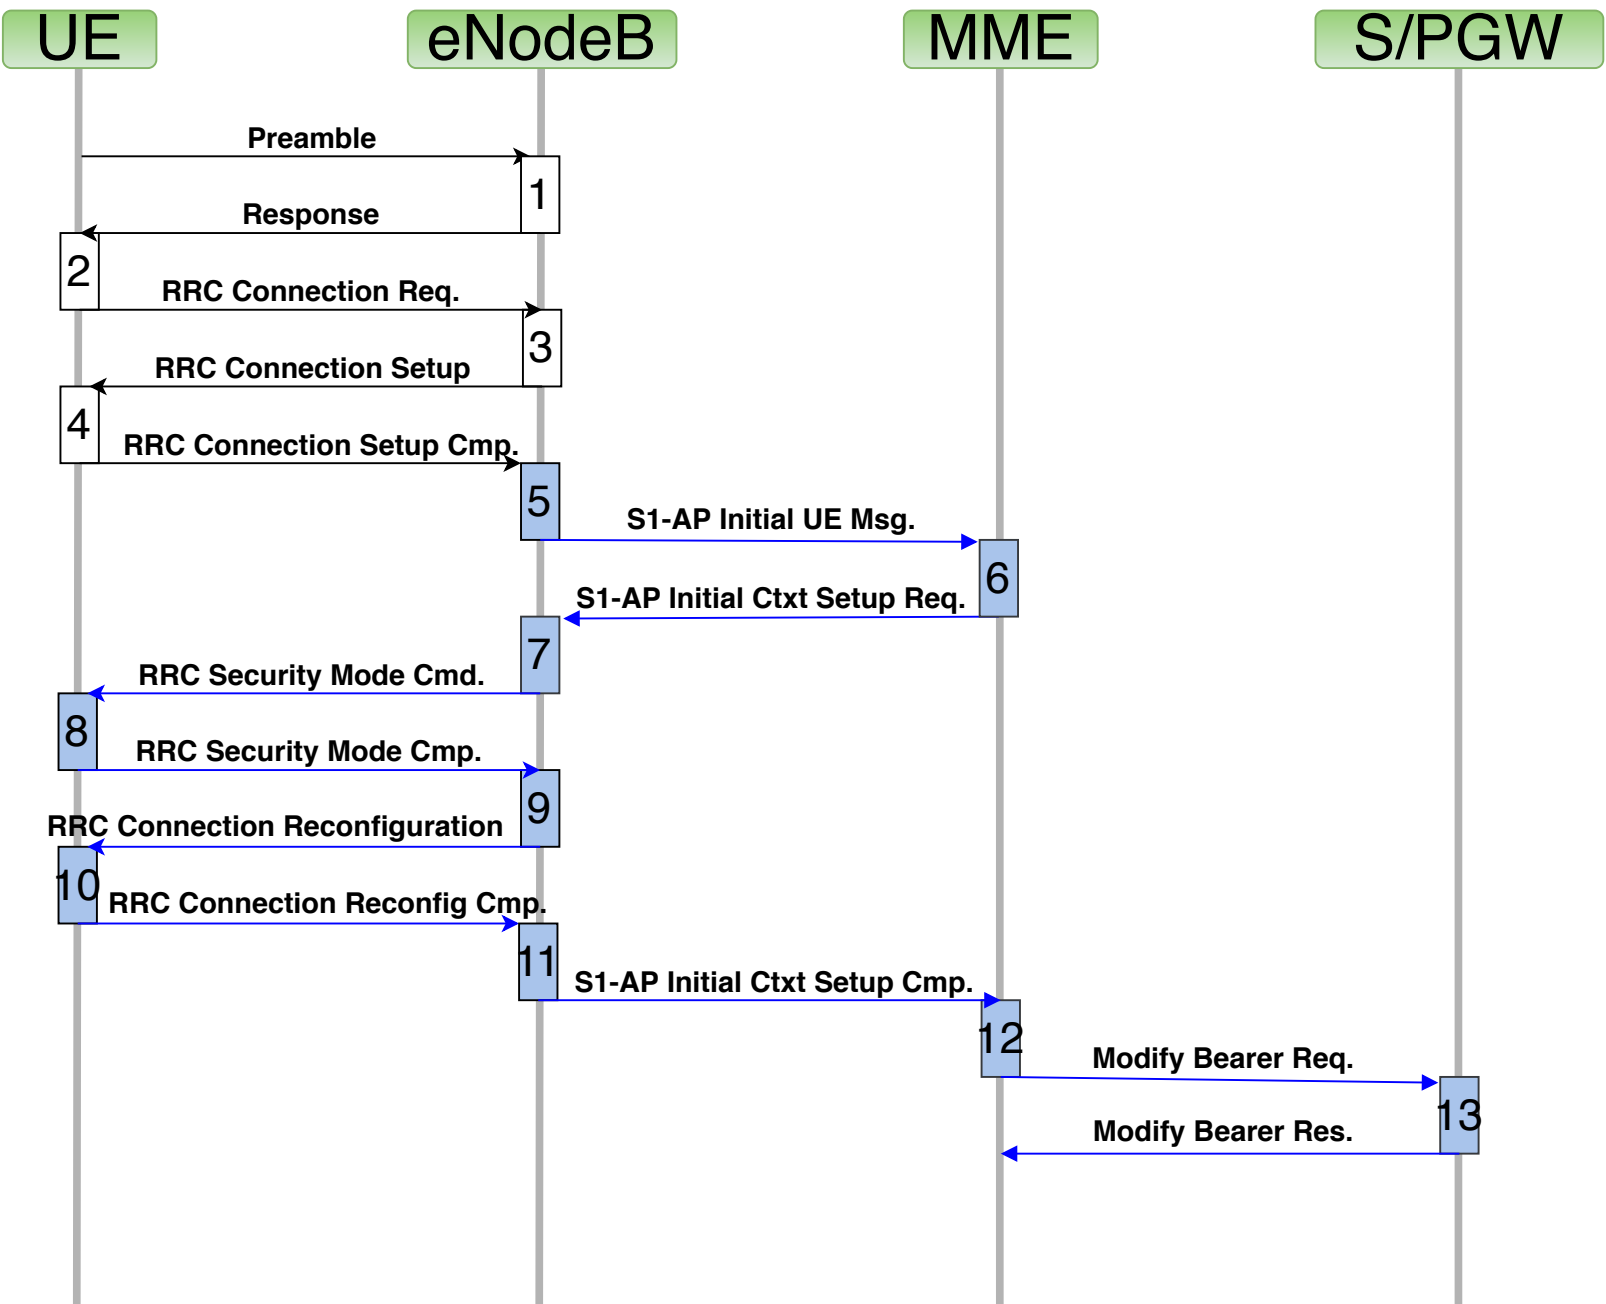 UE
eNodeB
MME
S/PGW
Preamble
1
Response
2
RRC Connection Req.
3
RRC Connection Setup
4
RRC Connection Setup Cmp.
5
S1-AP Initial UE Msg.
6
S1-AP Initial Ctxt Setup Req.
7
RRC Security Mode Cmd.
8
RRC Security Mode Cmp.
9
RRC Connection Reconfiguration
10
RRC Connection Reconfig Cmp.
11
S1-AP Initial Ctxt Setup Cmp.
12
Modify Bearer Req.
13
Modify Bearer Res.